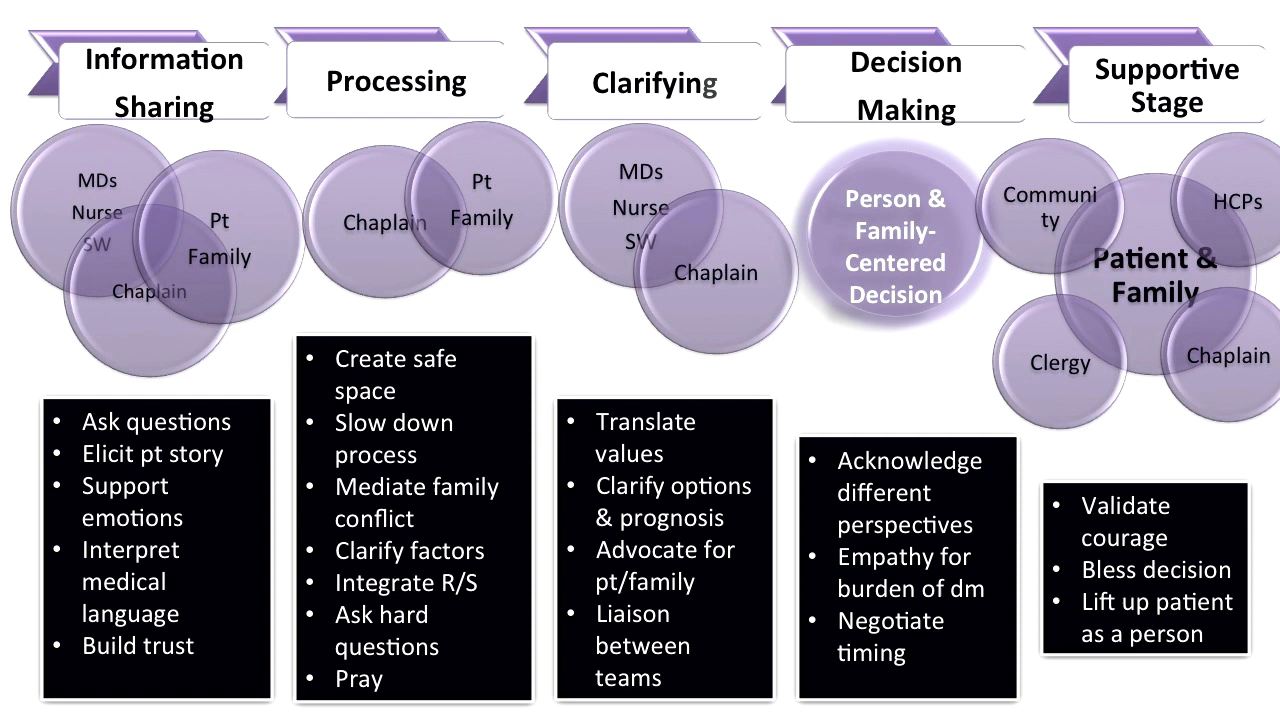 Information
Sharing
Processing
Clarifying
Decision
Making
Supportive
Stage
MDs
Nurse
SW
Pt
Family
Chaplain
Chaplain
Pt
Family
MDs
Nurse
SW
Chaplain
Person &
Family-
Centered
Decision
Communi
ty
HCPs
Patient &
Family
Clergy
Chaplain
• Ask questions
• Elicit pt story
• Support
emotions
• Interpret
medical
language
• Build trust
• Create safe
space
• Slow down
process
• Mediate family
conflict
• Clarify factors
• Integrate R/S
• Ask hard
questions
• Pray
• Translate
values
• Clarify options
& prognosis
• Advocate for
pt/family
• Liaison
between
teams
• Acknowledge
different
perspectives
• Empathy for
burden of dm
• Negotiate
timing
• Validate
courage
• Bless decision
• Lift up patient
as a person